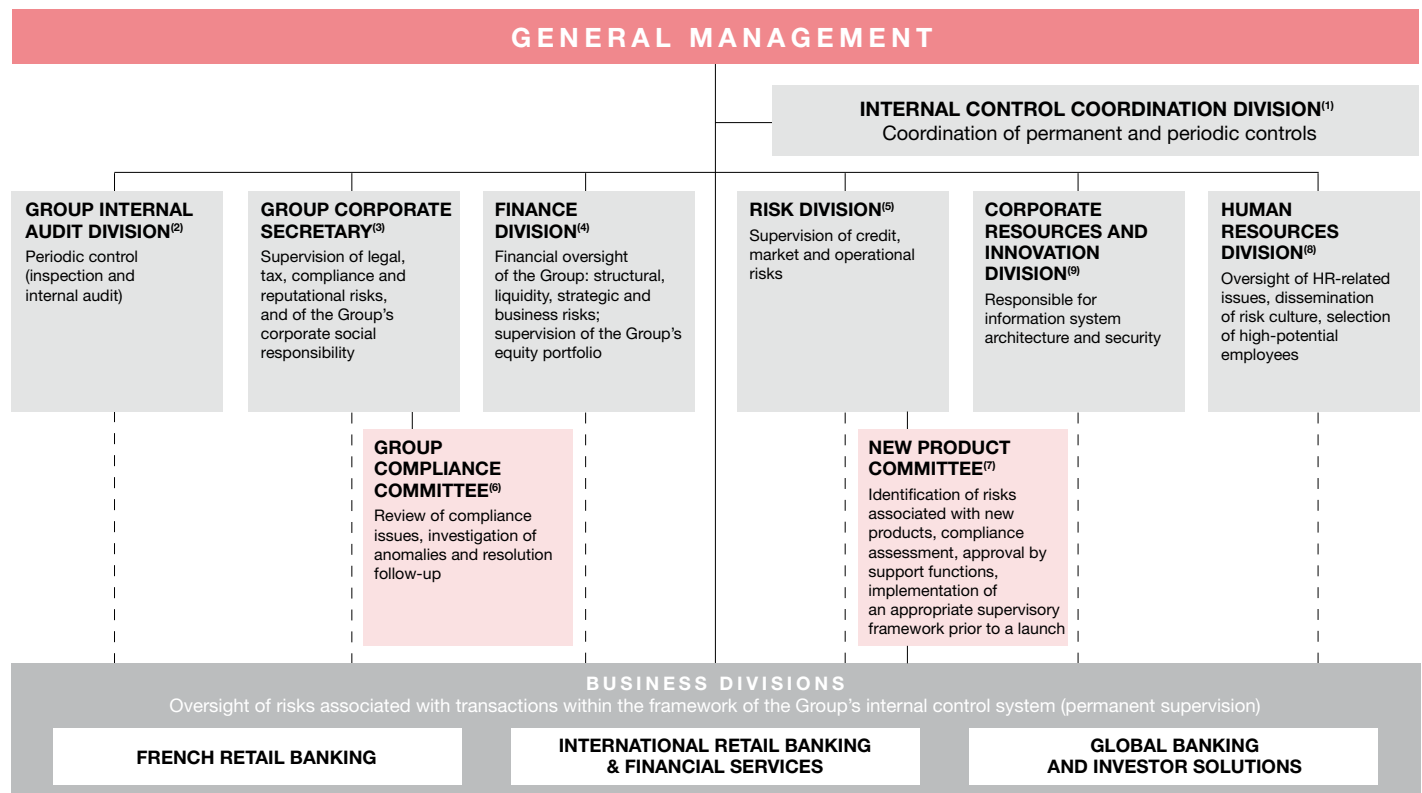 GENERAL MANAGEMENT
INTERNAL CONTROL COORDINATION DIVISION(1)
Coordination of permanent and periodic controls
GROUP INTERNAL
AUDIT DIVISION(2)
Periodic control
(inspection and
internal audit)
GROUP CORPORATE
SECRETARY(3)
Supervision of legal,
tax, compliance and
reputational risks,
and of the Group's
corporate social
responsibility
FINANCE
DIVISION(4)
Financial oversight
of the Group: structural,
liquidity, strategic and
business risks;
supervision of the Group's
equity portfolio
RISK DIVISION(5)
Supervision of credit,
market and operational
risks
CORPORATE
RESOURCES AND
INNOVATION
DIVISION(9)
Responsible for
information system
architecture and security
HUMAN
RESOURCES
DIVISION(8)
Oversight of HR-related
issues, dissemination
of risk culture, selection
of high-potential
employees
GROUP
COMPLIANCE
COMMITTEE(6)
Review of compliance
issues, investigation of
anomalies and resolution
follow-up
NEW PRODUCT
COMMITTEE(7)
Identification of risks
associated with new
products, compliance
assessment, approval by
support functions,
implementation of
an appropriate supervisory
framework prior to a launch
BUSINESS DIVISIONS
Oversight of risks associated with transactions within the framework of the Group's internal control system (permanent supervision)
FRENCH RETAIL BANKING
INTERNATIONAL RETAIL BANKING
& FINANCIAL SERVICES
GLOBAL BANKING
AND INVESTOR SOLUTIONS